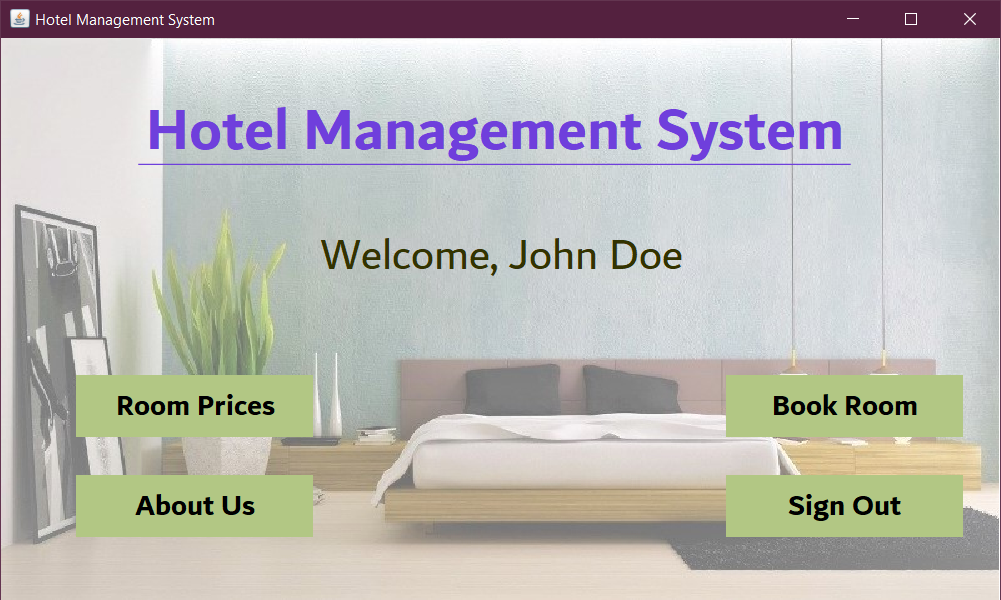 Hotel Management System
Hotel Management System
Welcome, John Doe
Room Prices
Book Room
About Us
Sign Out